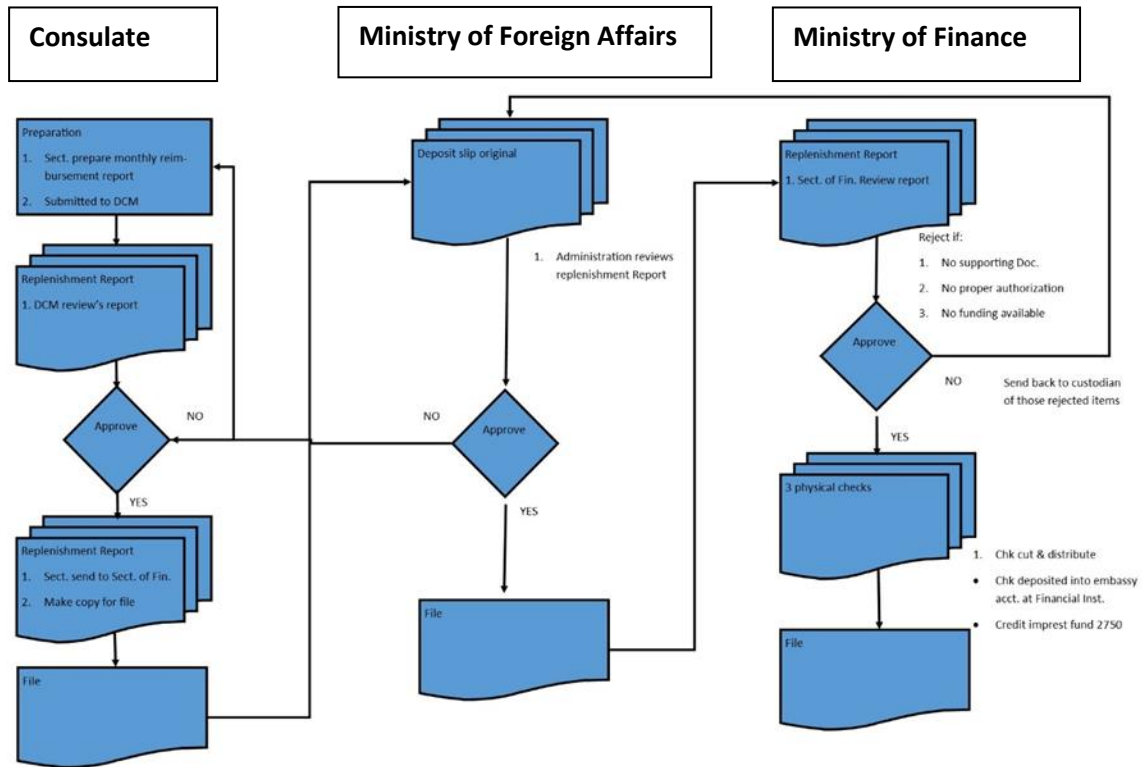 Consulate
Preparation
1. Sect. prepare monthly reim-
bursement report
2. Submitted to DCM
Replenishment Report
1. DCM review's report
Approve
NO
YES
Replenishment Report
1. Sect. send to Sect. of Fin.
2. Make copy for file
File
Ministry of Foreign Affairs
Deposit slip original
1. Administration reviews
replenishment Report
NO
Approve
YES
File
Ministry of Finance
Replenishment Report
1. Sect. of Fin. Review report
Reject if:
1. No supporting Doc.
2. No proper authorization
3. No funding available
Approve
NO
Send back to custodian
of those rejected items
YES
3 physical checks
1. Chk cut & distribute
• Chk deposited into embassy
acct. at Financial Inst.
• Credit imprest fund 2750
File